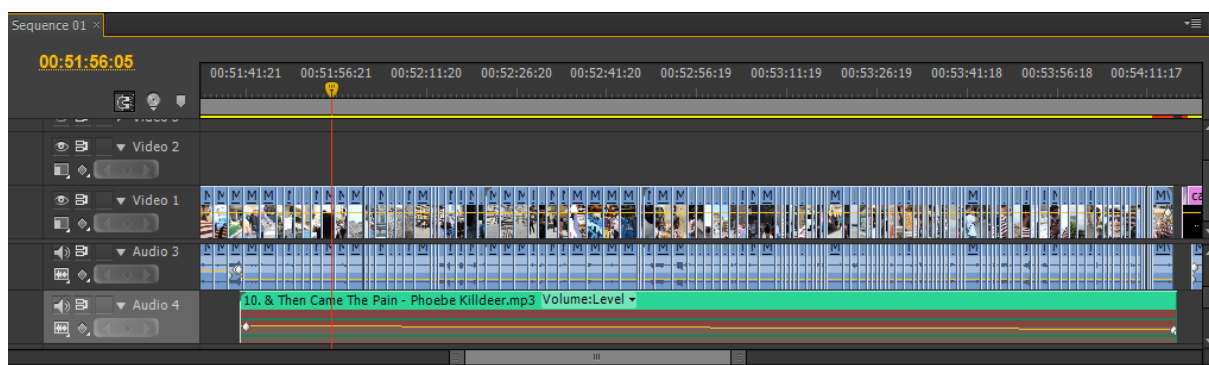 Sequence 01 ×
00:51:56:05
00:51:41:21 00:51:56:21 00:52:11:20 00:52:26:20 00:52:41:20 00:52:56:19 00:53:11:19 00:53:26:19 00:53:41:18 00:53:56:18 00:54:11:17
Video 2
Video 1
Audio 3
Audio 4
10. & Then Came The Pain - Phoebe Killdeer.mp3 Volume:Level